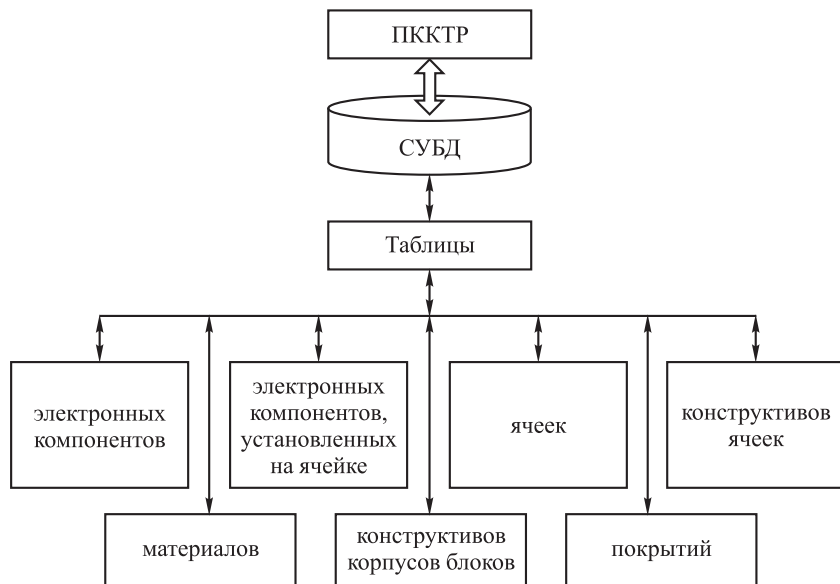 ПККТР
СУБД
Таблицы
электронных
компонентов
электронных
компонентов,
установленных
на ячейке
ячеек
конструктивов
ячеек
материалов
конструктивов
корпусов блоков
покрытий